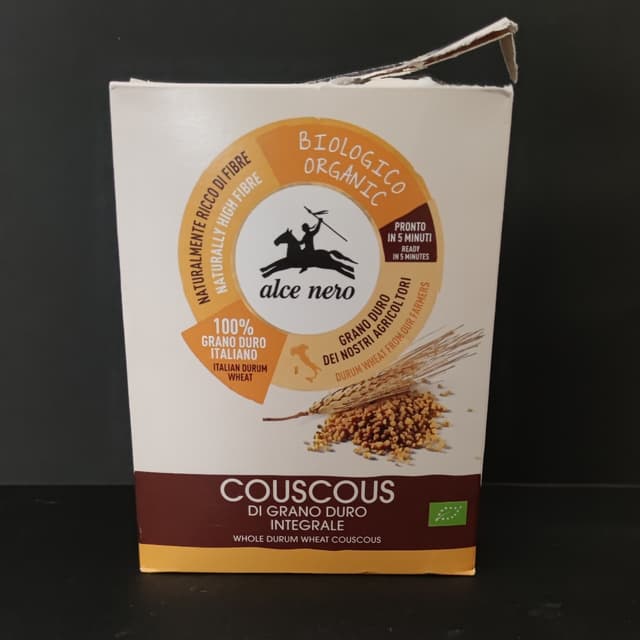 BIOLOGICO
ORGANIC
NATURALMENTE RICCO DI FIBRE
NATURALLY HIGH FIBRE
PRONTO
IN 5 MINUTI
READY
IN 5 MINUTES
alce nero
GRANO DURO
DEI NOSTRI AGRICOLTORI
DURUM WHEAT FROM OUR FARMERS
100%
GRANO DURO
ITALIANO
ITALIAN DURUM
WHEAT
COUSCOUS
DI GRANO DURO
INTEGRALE
WHOLE DURUM WHEAT COUSCOUS